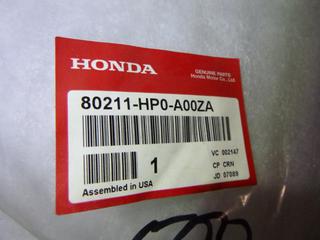 HONDA
GENUINE PARTS
Honda Motor Co., Ltd.
80211-HP0-A00ZA
1
VC 002147
CP CRN
JD 07089
Assembled in USA